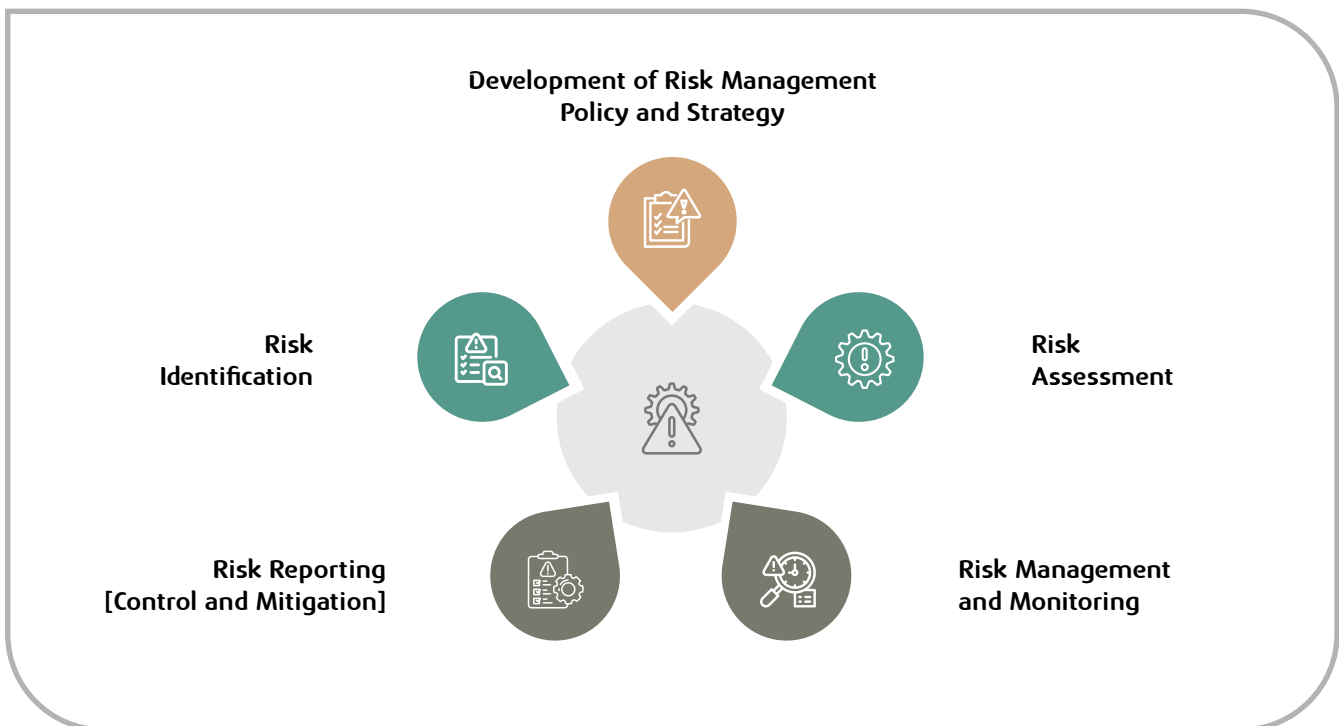 Development of Risk Management
Policy and Strategy
Risk
Identification
Risk
Assessment
Risk Reporting
[Control and Mitigation]
Risk Management
and Monitoring